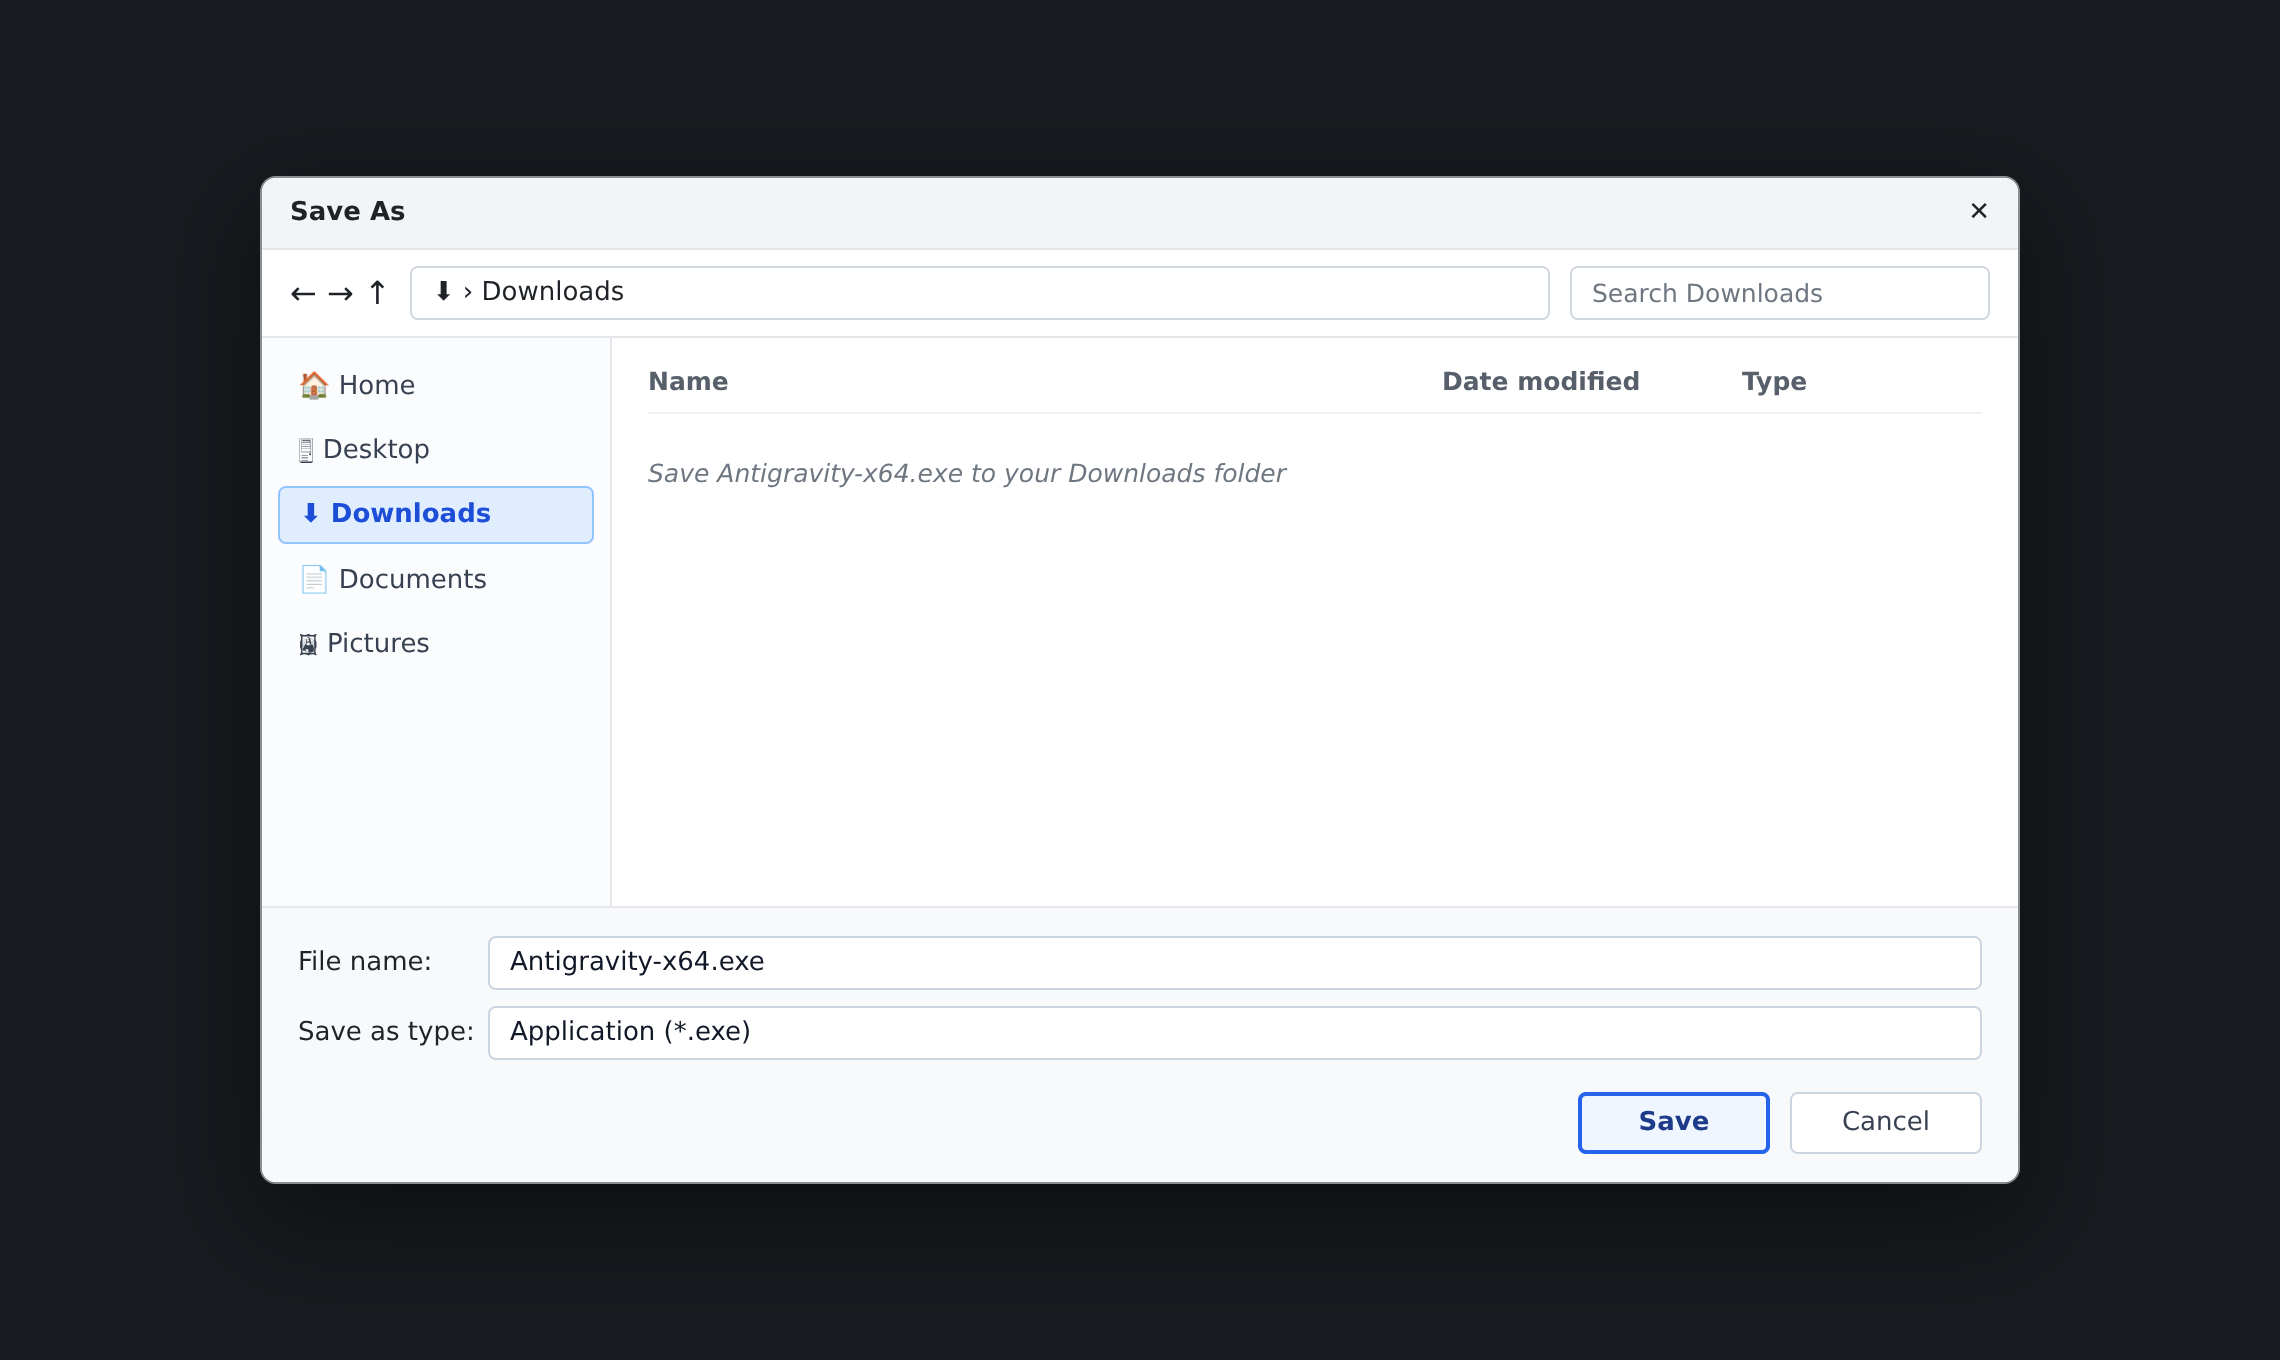 Save As
✕
← → ↑
⬇ › Downloads
Search Downloads
🏠 Home
🖥 Desktop
⬇ Downloads
📄 Documents
🖼 Pictures
Name Date modified Type
Save Antigravity-x64.exe to your Downloads folder
File name: Antigravity-x64.exe
Save as type: Application (*.exe)
Save Cancel